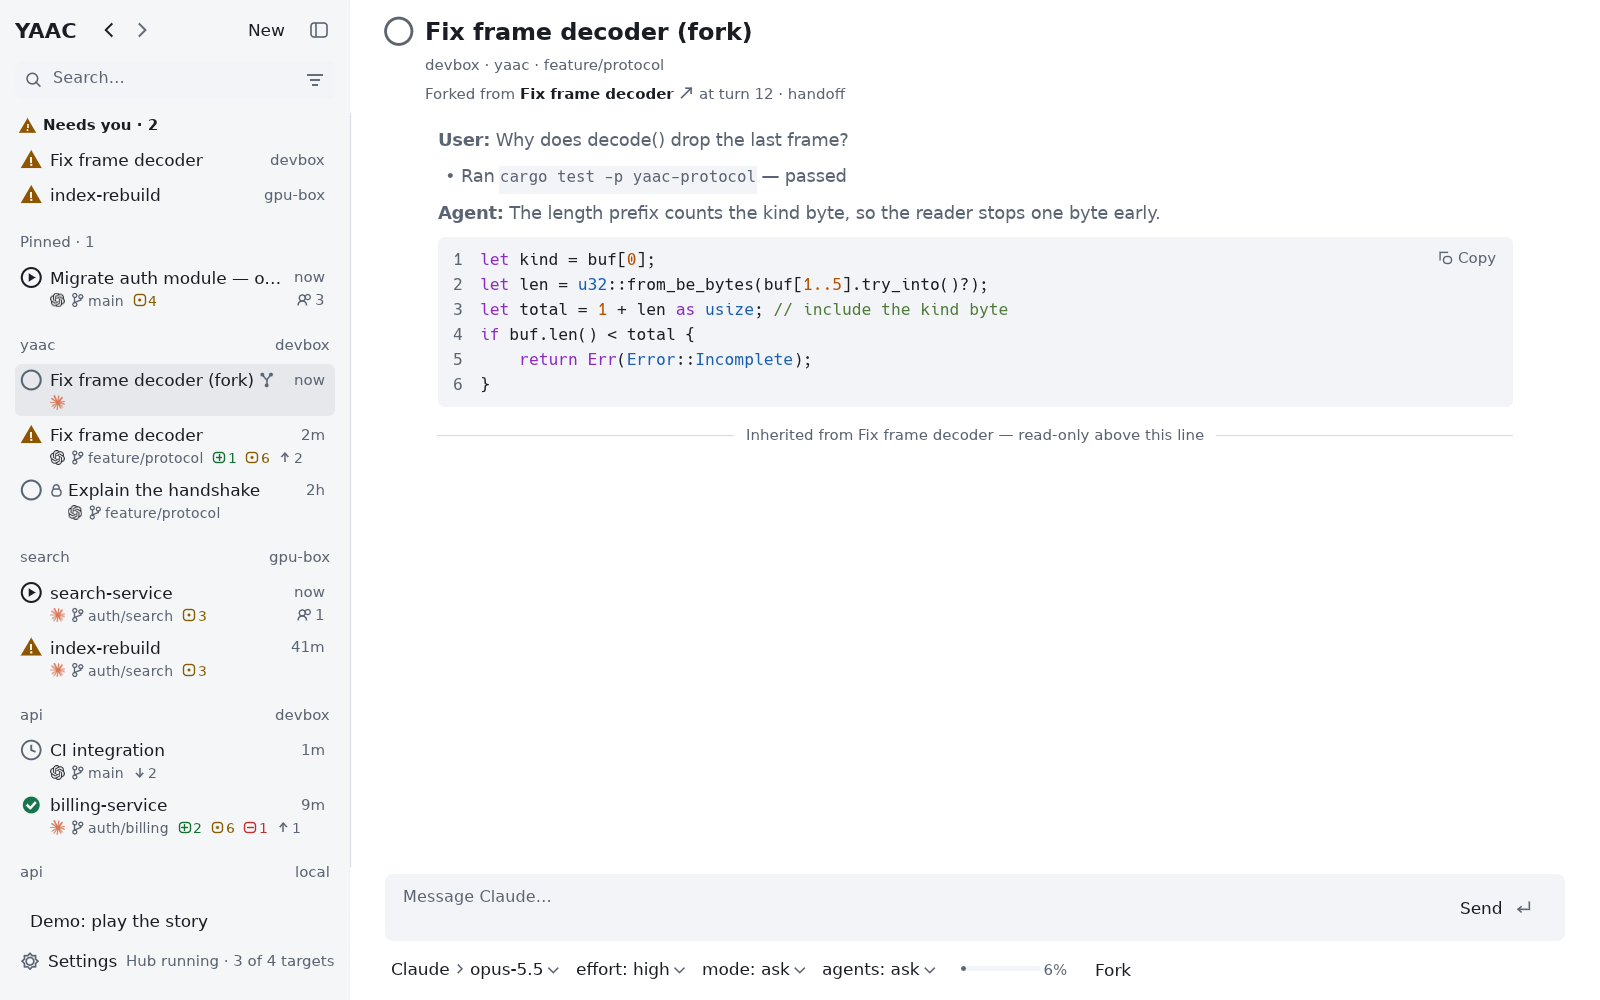 YAAC New
Search...
Needs you · 2
Fix frame decoder devbox
index-rebuild gpu-box
Pinned · 1
Migrate auth module — o... now
main 4 3
yaac devbox
Fix frame decoder (fork) now
Fix frame decoder 2m
feature/protocol 1 6 2
Explain the handshake 2h
feature/protocol
search gpu-box
search-service now
auth/search 3 1
index-rebuild 41m
auth/search 3
api devbox
CI integration 1m
main 2
billing-service 9m
auth/billing 2 6 1 1
api local
Demo: play the story
Settings Hub running · 3 of 4 targets
Fix frame decoder (fork)
devbox · yaac · feature/protocol
Forked from Fix frame decoder ↗ at turn 12 · handoff
User: Why does decode() drop the last frame?
• Ran cargo test -p yaac-protocol — passed
Agent: The length prefix counts the kind byte, so the reader stops one byte early.
Copy
1 let kind = buf[0];
2 let len = u32::from_be_bytes(buf[1..5].try_into()?);
3 let total = 1 + len as usize; // include the kind byte
4 if buf.len() < total {
5     return Err(Error::Incomplete);
6 }
Inherited from Fix frame decoder — read-only above this line
Message Claude...
Send
Claude > opus-5.5 effort: high mode: ask agents: ask 6% Fork